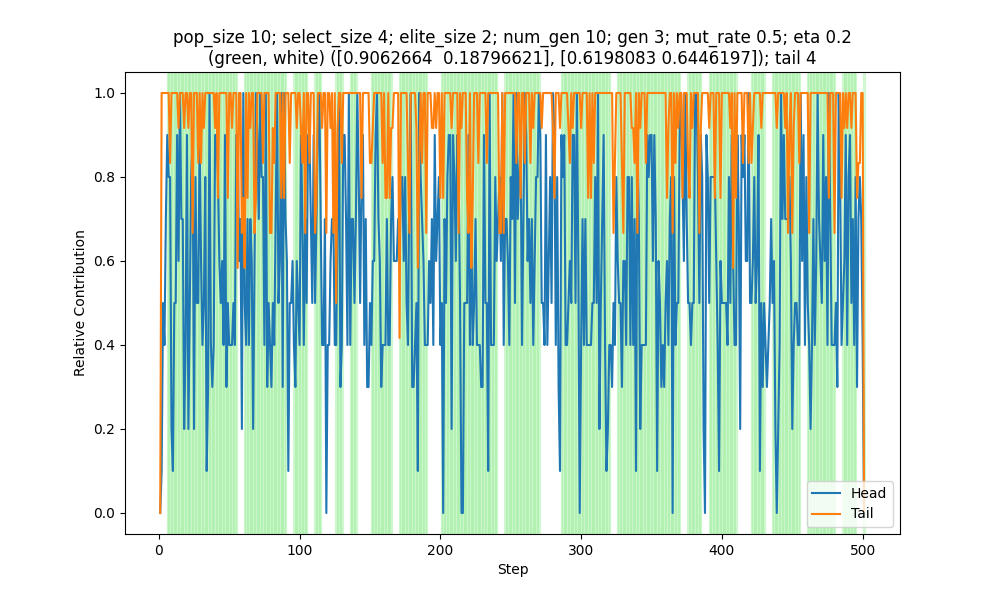 pop_size 10; select_size 4; elite_size 2; num_gen 10; gen 3; mut_rate 0.5; eta 0.2
(green, white) ([0.9062664  0.18796621], [0.6198083 0.6446197]); tail 4
1.0
0.8
0.6
0.4
0.2
0.0
Relative Contribution
Head
Tail
0 100 200 300 400 500
Step